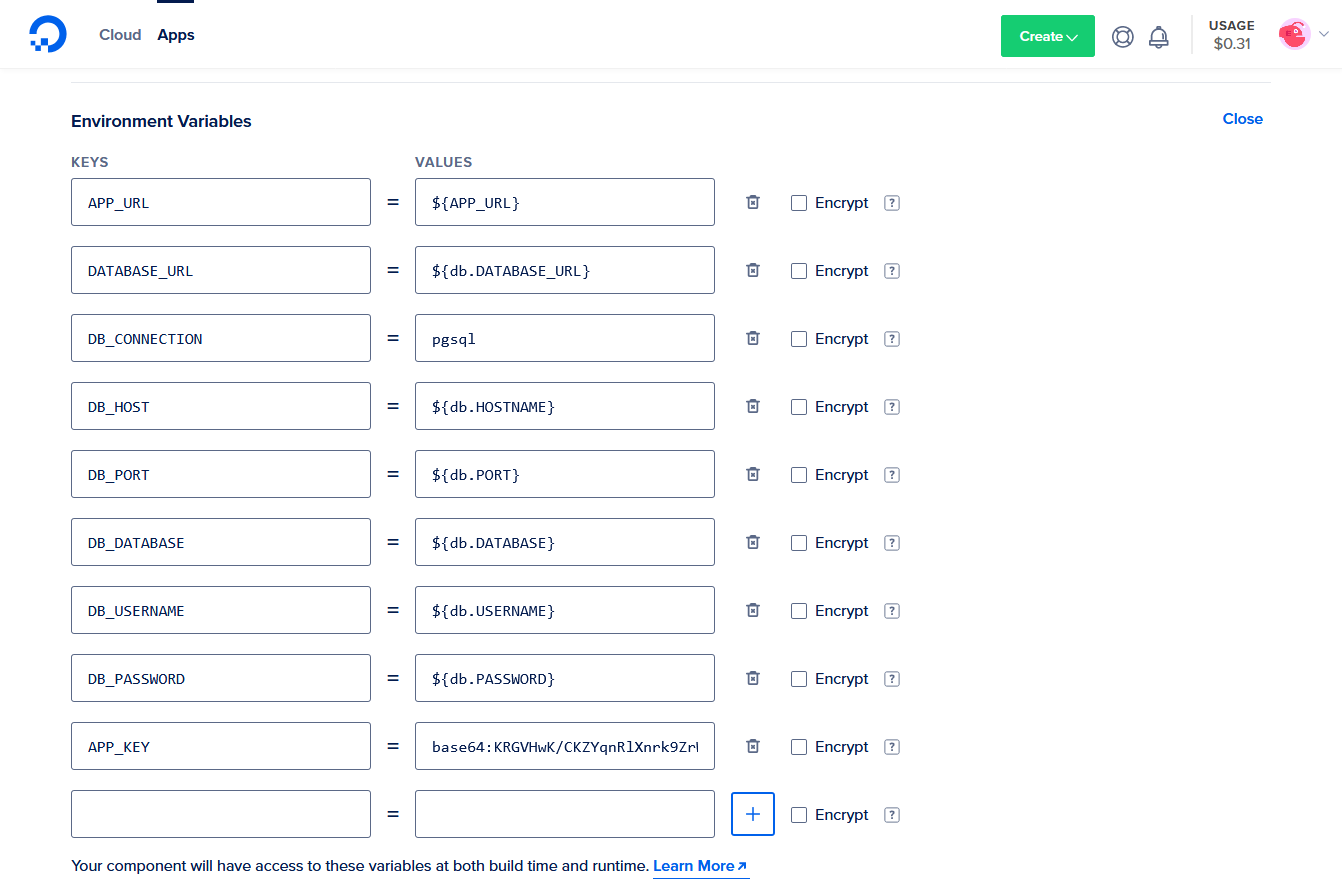 Cloud Apps Create USAGE
$0.31
Environment Variables Close
KEYS VALUES
APP_URL = ${APP_URL} Encrypt ?
DATABASE_URL = ${db.DATABASE_URL} Encrypt ?
DB_CONNECTION = pgsql Encrypt ?
DB_HOST = ${db.HOSTNAME} Encrypt ?
DB_PORT = ${db.PORT} Encrypt ?
DB_DATABASE = ${db.DATABASE} Encrypt ?
DB_USERNAME = ${db.USERNAME} Encrypt ?
DB_PASSWORD = ${db.PASSWORD} Encrypt ?
APP_KEY = base64:KRGVHwK/CKZYqnRlXnrk9Zr Encrypt ?
= + Encrypt ?
Your component will have access to these variables at both build time and runtime. Learn More